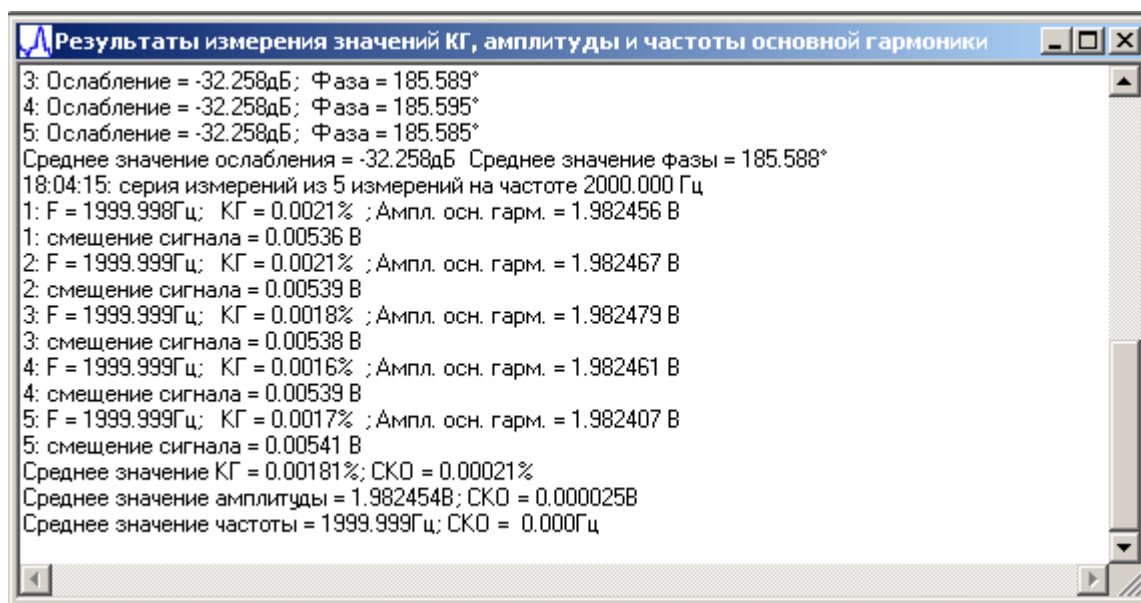 Результаты измерения значений КГ, амплитуды и частоты основной гармоники
3: Ослабление = -32.258дБ; Фаза = 185.589°
4: Ослабление = -32.258дБ; Фаза = 185.595°
5: Ослабление = -32.258дБ; Фаза = 185.585°
Среднее значение ослабления = -32.258дБ Среднее значение фазы = 185.588°
18:04:15: серия измерений из 5 измерений на частоте 2000.000 Гц
1: F = 1999.998Гц; КГ = 0.0021% ; Ампл. осн. гарм. = 1.982456 В
1: смещение сигнала = 0.00536 В
2: F = 1999.999Гц; КГ = 0.0021% ; Ампл. осн. гарм. = 1.982467 В
2: смещение сигнала = 0.00539 В
3: F = 1999.999Гц; КГ = 0.0018% ; Ампл. осн. гарм. = 1.982479 В
3: смещение сигнала = 0.00538 В
4: F = 1999.999Гц; КГ = 0.0016% ; Ампл. осн. гарм. = 1.982461 В
4: смещение сигнала = 0.00539 В
5: F = 1999.999Гц; КГ = 0.0017% ; Ампл. осн. гарм. = 1.982407 В
5: смещение сигнала = 0.00541 В
Среднее значение КГ = 0.00181%; СКО = 0.00021%
Среднее значение амплитуды = 1.982454В; СКО = 0.000025В
Среднее значение частоты = 1999.999Гц; СКО = 0.000Гц